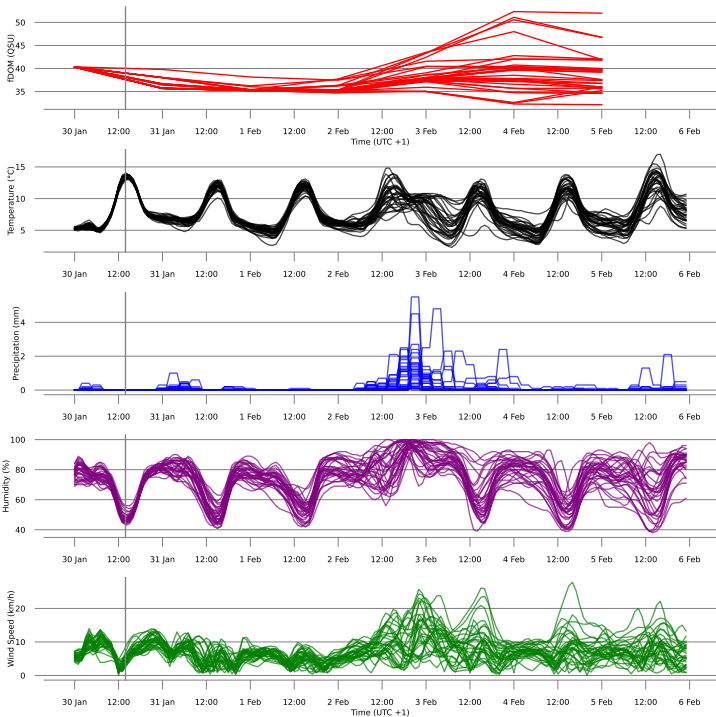 fDOM (QSU)
50
45
40
35
30 Jan 12:00 31 Jan 12:00 1 Feb 12:00 2 Feb 12:00 3 Feb 12:00 4 Feb 12:00 5 Feb 12:00 6 Feb
Time (UTC +1)
Temperature (°C)
15
10
5
30 Jan 12:00 31 Jan 12:00 1 Feb 12:00 2 Feb 12:00 3 Feb 12:00 4 Feb 12:00 5 Feb 12:00 6 Feb
Precipitation (mm)
4
2
0
30 Jan 12:00 31 Jan 12:00 1 Feb 12:00 2 Feb 12:00 3 Feb 12:00 4 Feb 12:00 5 Feb 12:00 6 Feb
Humidity (%)
100
80
60
40
30 Jan 12:00 31 Jan 12:00 1 Feb 12:00 2 Feb 12:00 3 Feb 12:00 4 Feb 12:00 5 Feb 12:00 6 Feb
Wind Speed (km/h)
20
10
0
30 Jan 12:00 31 Jan 12:00 1 Feb 12:00 2 Feb 12:00 3 Feb 12:00 4 Feb 12:00 5 Feb 12:00 6 Feb
Time (UTC +1)